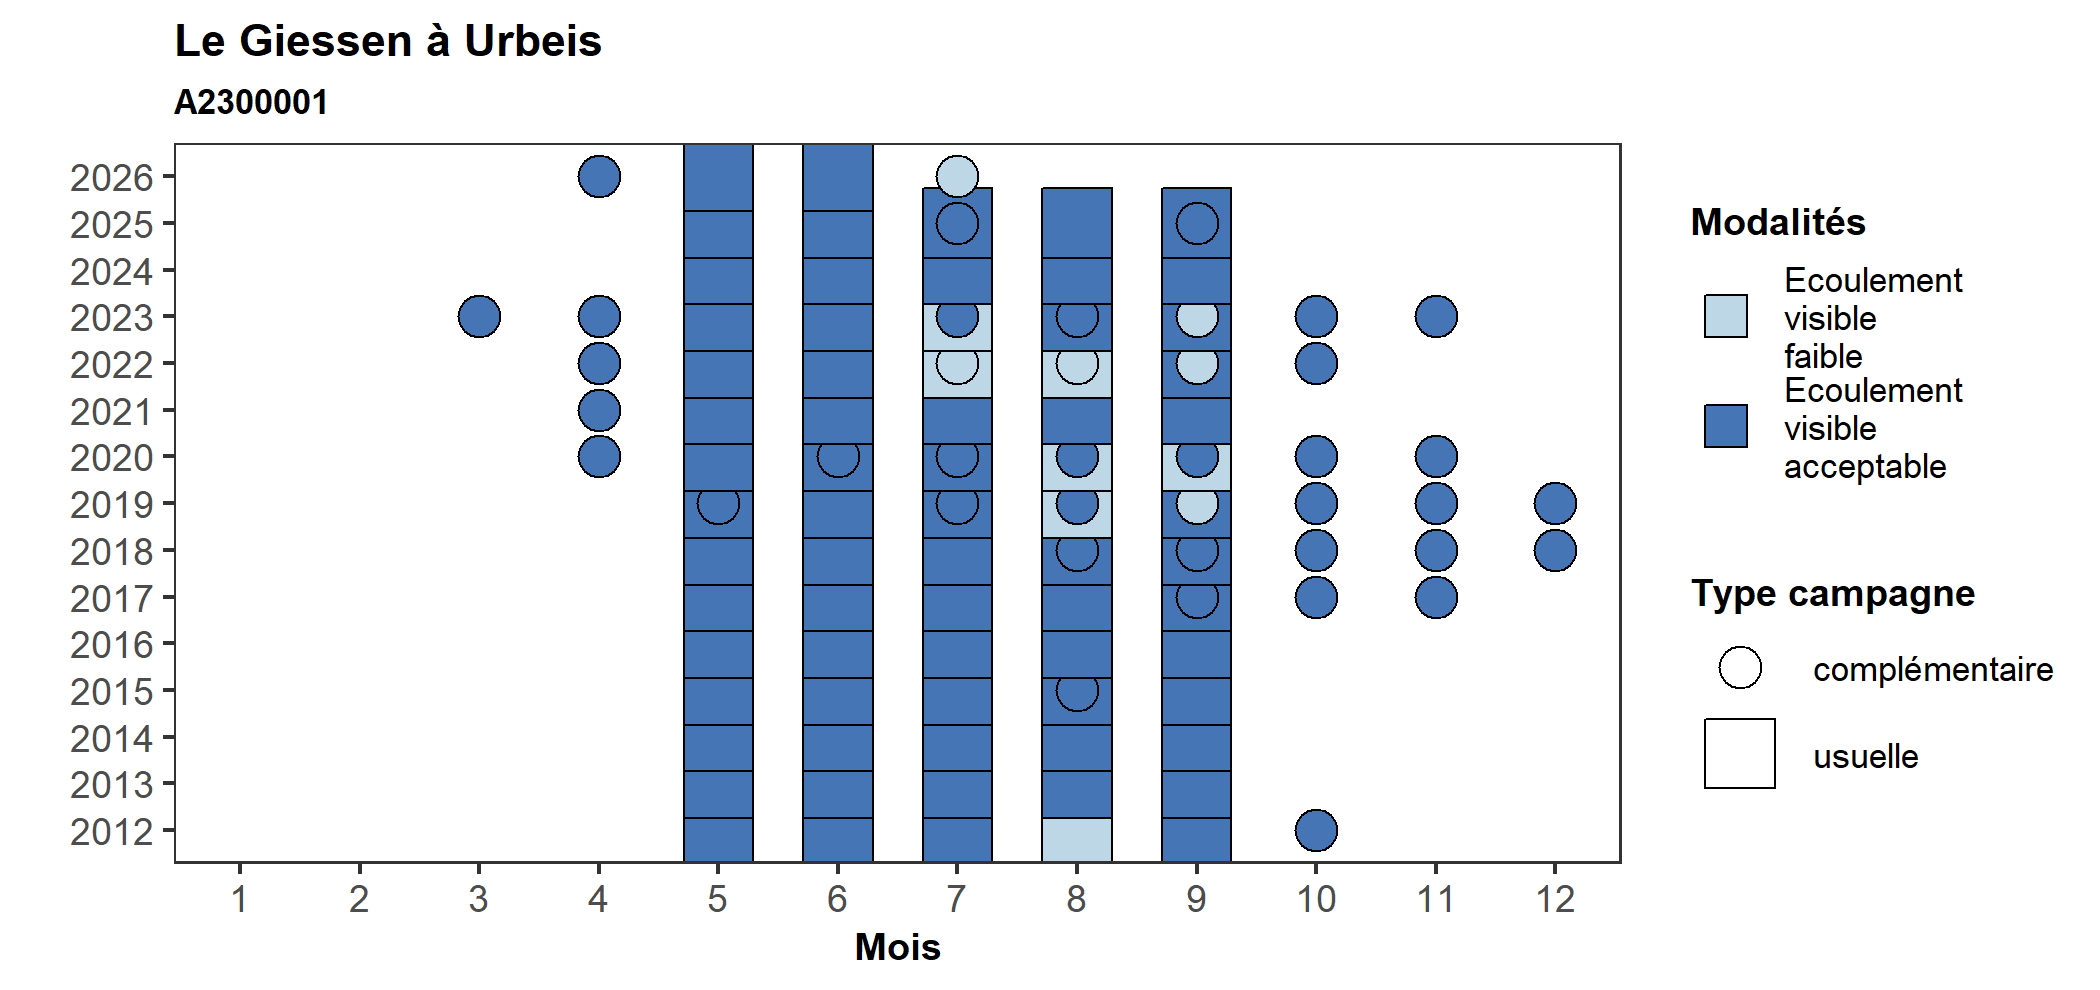 Le Giessen à Urbeis
A2300001
2026
2025
2024
2023
2022
2021
2020
2019
2018
2017
2016
2015
2014
2013
2012
1 2 3 4 5 6 7 8 9 10 11 12
Mois
Modalités
Ecoulement
visible
faible
Ecoulement
visible
acceptable
Type campagne
complémentaire
usuelle